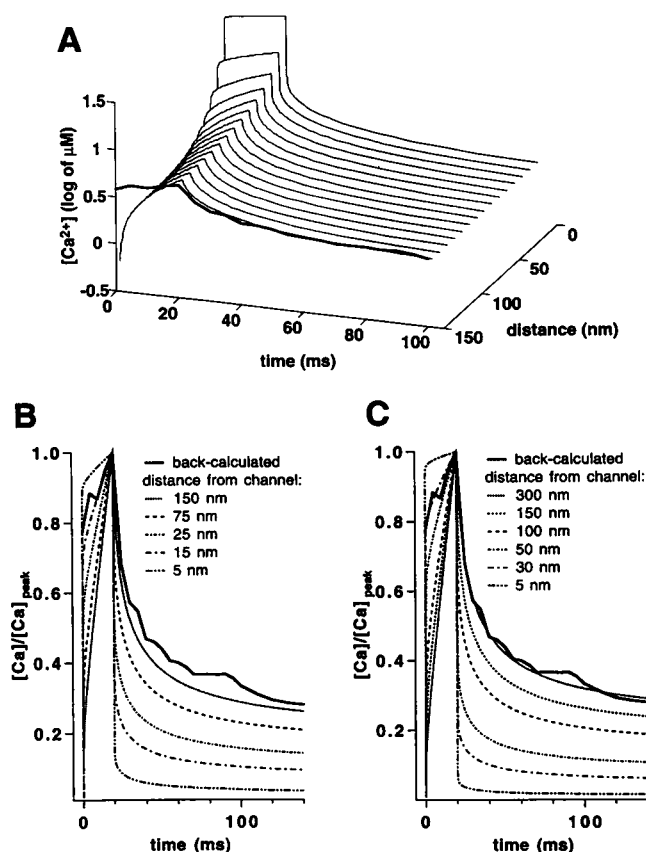 A
[Ca²⁺] (log of μM)
1.5
1
0.5
0
-0.5
0
20
40
60
80
100
time (ms)
0
50
100
150
distance (nm)
B
[Ca]/[Ca]peak
1.0
0.8
0.6
0.4
0.2
back-calculated
distance from channel:
150 nm
75 nm
25 nm
15 nm
5 nm
0
100
time (ms)
C
[Ca]/[Ca]peak
1.0
0.8
0.6
0.4
0.2
back-calculated
distance from channel:
300 nm
150 nm
100 nm
50 nm
30 nm
5 nm
0
100
time (ms)